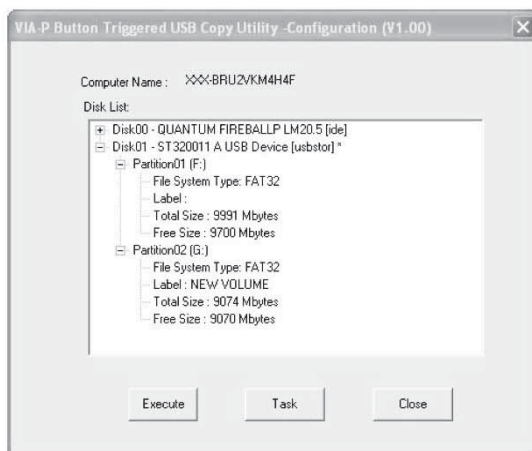 VIA-P Button Triggered USB Copy Utility -Configuration (V1.00)
Computer Name : XXX-BRU2VKM4H4F
Disk List:
Disk00 - QUANTUM FIREBALLP LM20.5 [ide]
Disk01 - ST320011 A USB Device [usbstor] *
Partition01 (F:)
File System Type: FAT32
Label :
Total Size : 9991 Mbytes
Free Size : 9700 Mbytes
Partition02 (G:)
File System Type: FAT32
Label : NEW VOLUME
Total Size : 9074 Mbytes
Free Size : 9070 Mbytes
Execute Task Close